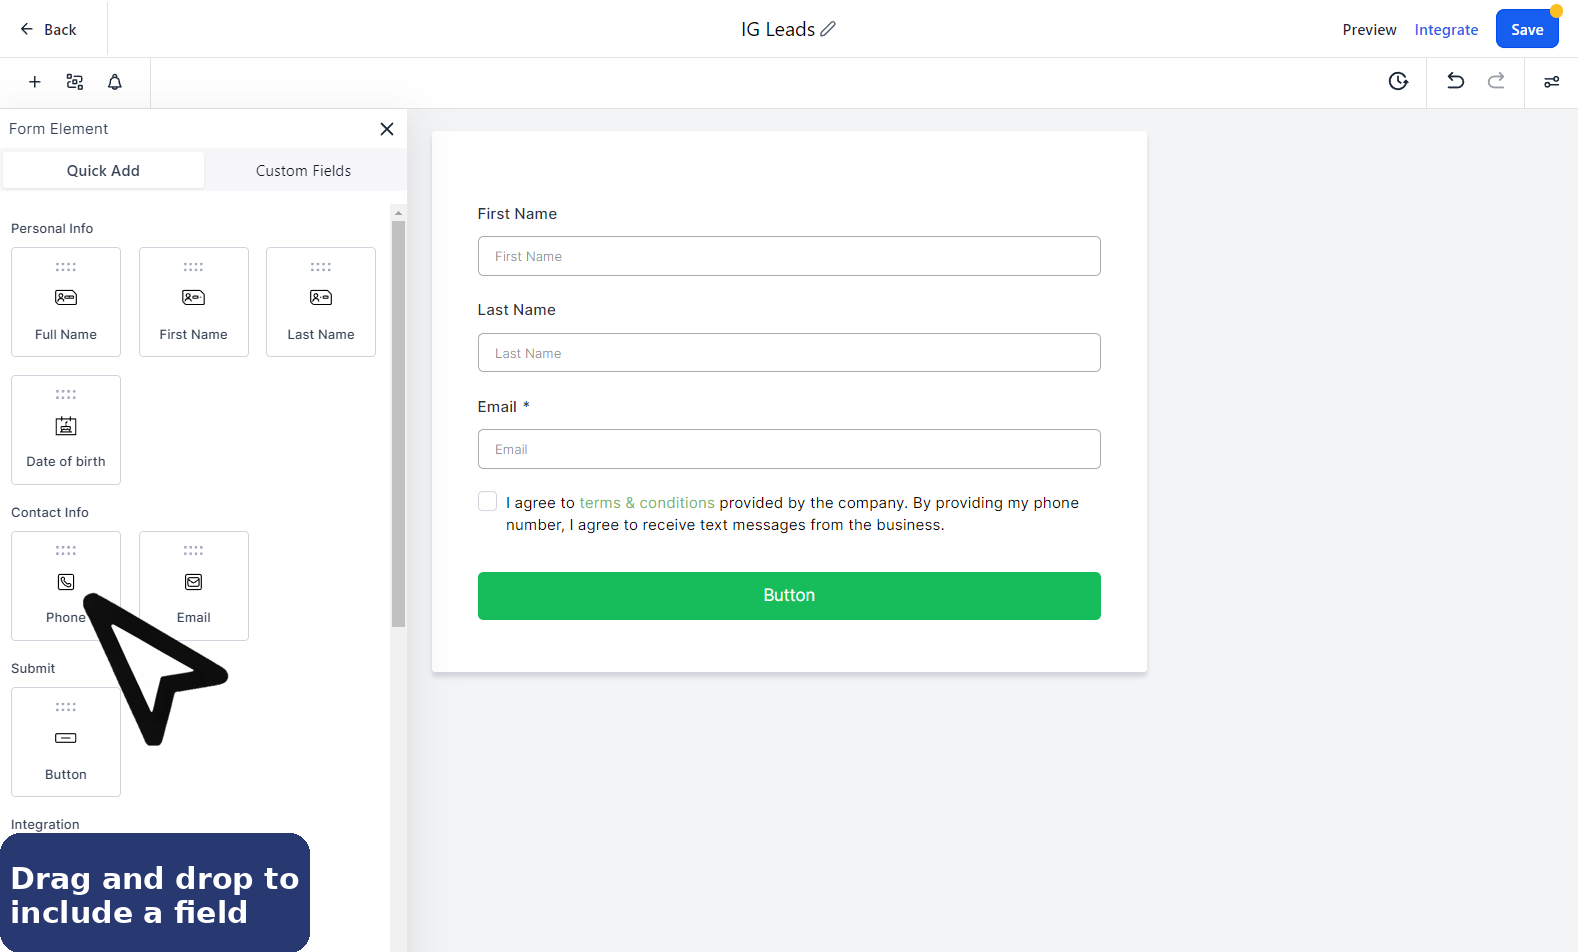 Back
IG Leads
Preview
Integrate
Save
Form Element
Quick Add
Custom Fields
Personal Info
Full Name
First Name
Last Name
Date of birth
Contact Info
Phone
Email
Submit
Button
Integration
Drag and drop to
include a field
First Name
First Name
Last Name
Last Name
Email *
Email
I agree to terms & conditions provided by the company. By providing my phone
number, I agree to receive text messages from the business.
Button